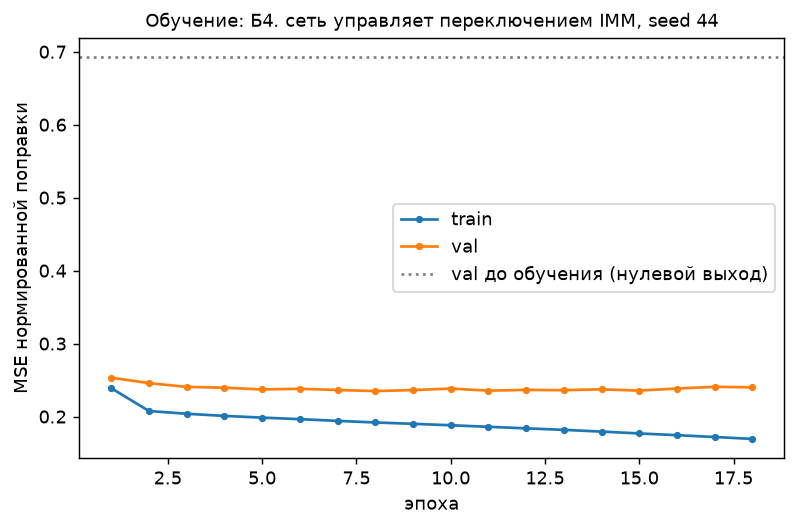 Обучение: Б4. сеть управляет переключением IMM, seed 44
MSE нормированной поправки
0.7
0.6
0.5
0.4
0.3
0.2
train
val
val до обучения (нулевой выход)
2.5 5.0 7.5 10.0 12.5 15.0 17.5
эпоха